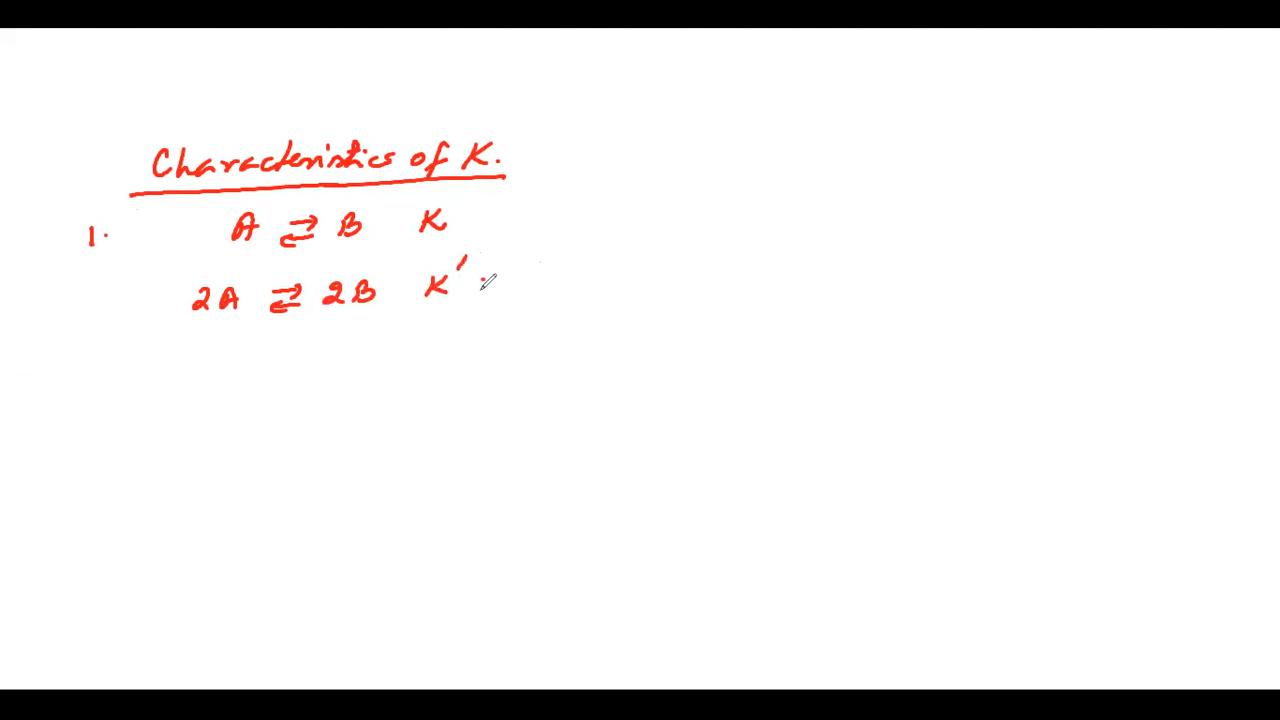 Characteristics of K.
1. A ⇌ B K
2A ⇌ 2B K'